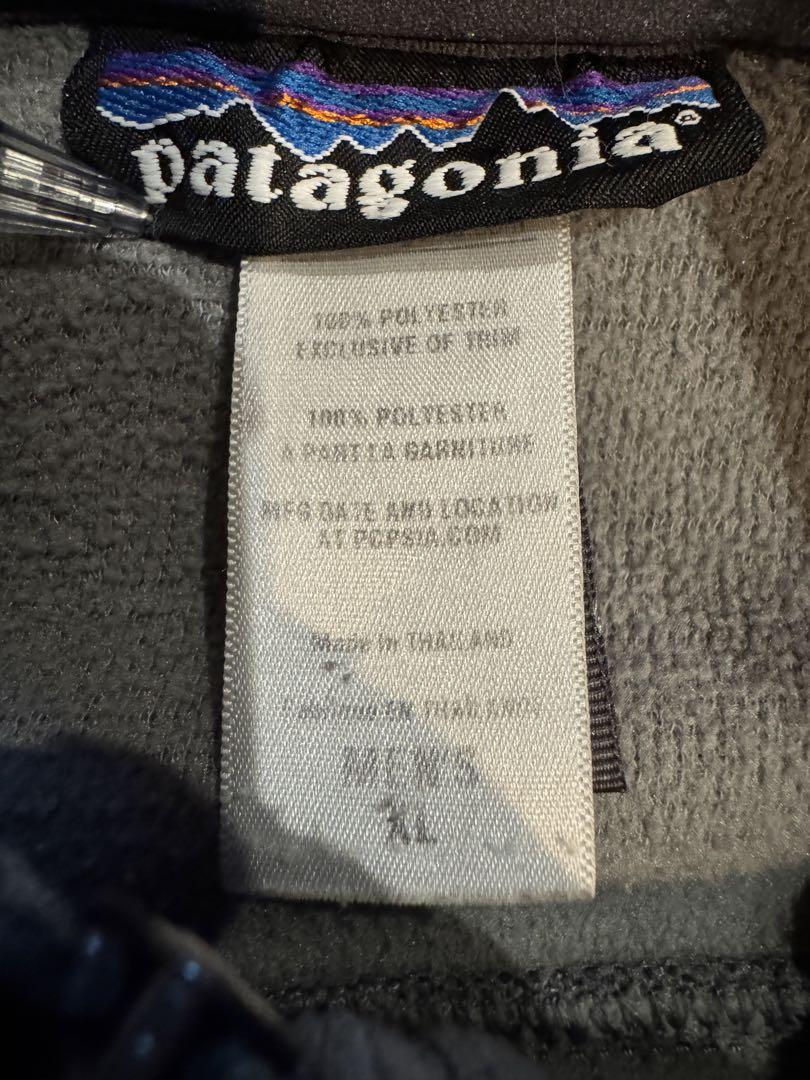 patagonia®
100% POLYESTER
EXCLUSIVE OF TRIM
100% POLYESTER
A PART LA GARNITURE
MFG DATE AND LOCATION
AT PCPSIA.COM
Made in THAILAND
MEN'S
XL